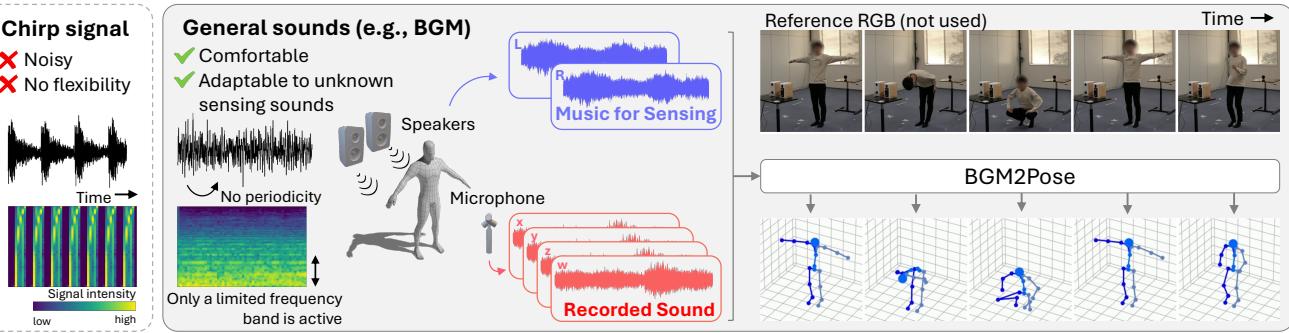 Chirp signal
Noisy
No flexibility
Time
Signal intensity
low
high
General sounds (e.g., BGM)
Comfortable
Adaptable to unknown
sensing sounds
No periodicity
Only a limited frequency
band is active
Speakers
Microphone
L
R
Music for Sensing
x
y
z
w
Recorded Sound
Reference RGB (not used)
Time
BGM2Pose